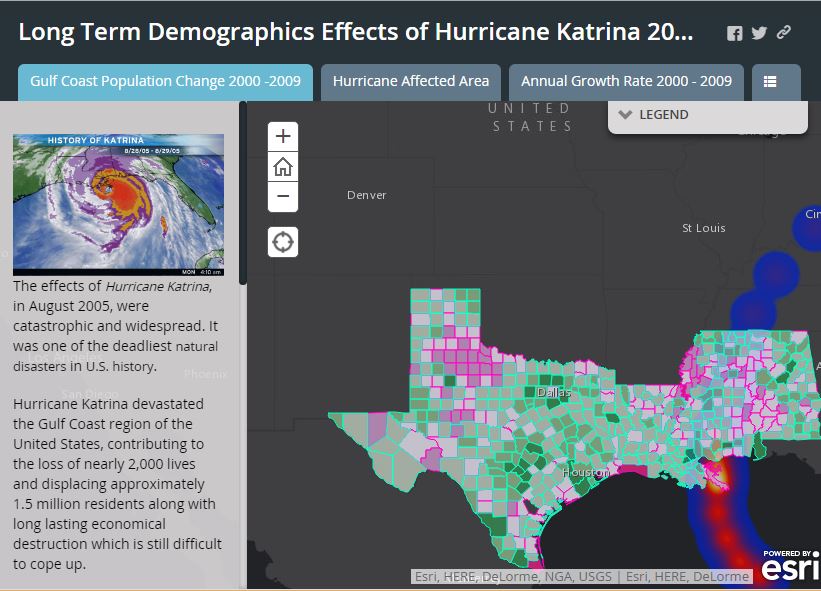 Long Term Demographics Effects of Hurricane Katrina 20...
Gulf Coast Population Change 2000 -2009
Hurricane Affected Area
Annual Growth Rate 2000 - 2009
LEGEND
UNITED
STATES
Denver
St Louis
Cin
Dallas
Houston
HISTORY OF KATRINA
8/28/05 - 8/29/05
MON 4:10 am
The effects of Hurricane Katrina,
in August 2005, were
catastrophic and widespread. It
was one of the deadliest natural
disasters in U.S. history.
Los Angeles
Phoenix
San Diego
Hurricane Katrina devastated
the Gulf Coast region of the
United States, contributing to
the loss of nearly 2,000 lives
and displacing approximately
1.5 million residents along with
long lasting economical
destruction which is still difficult
to cope up.
Esri, HERE, DeLorme, NGA, USGS | Esri, HERE, DeLorme
POWERED BY
esri